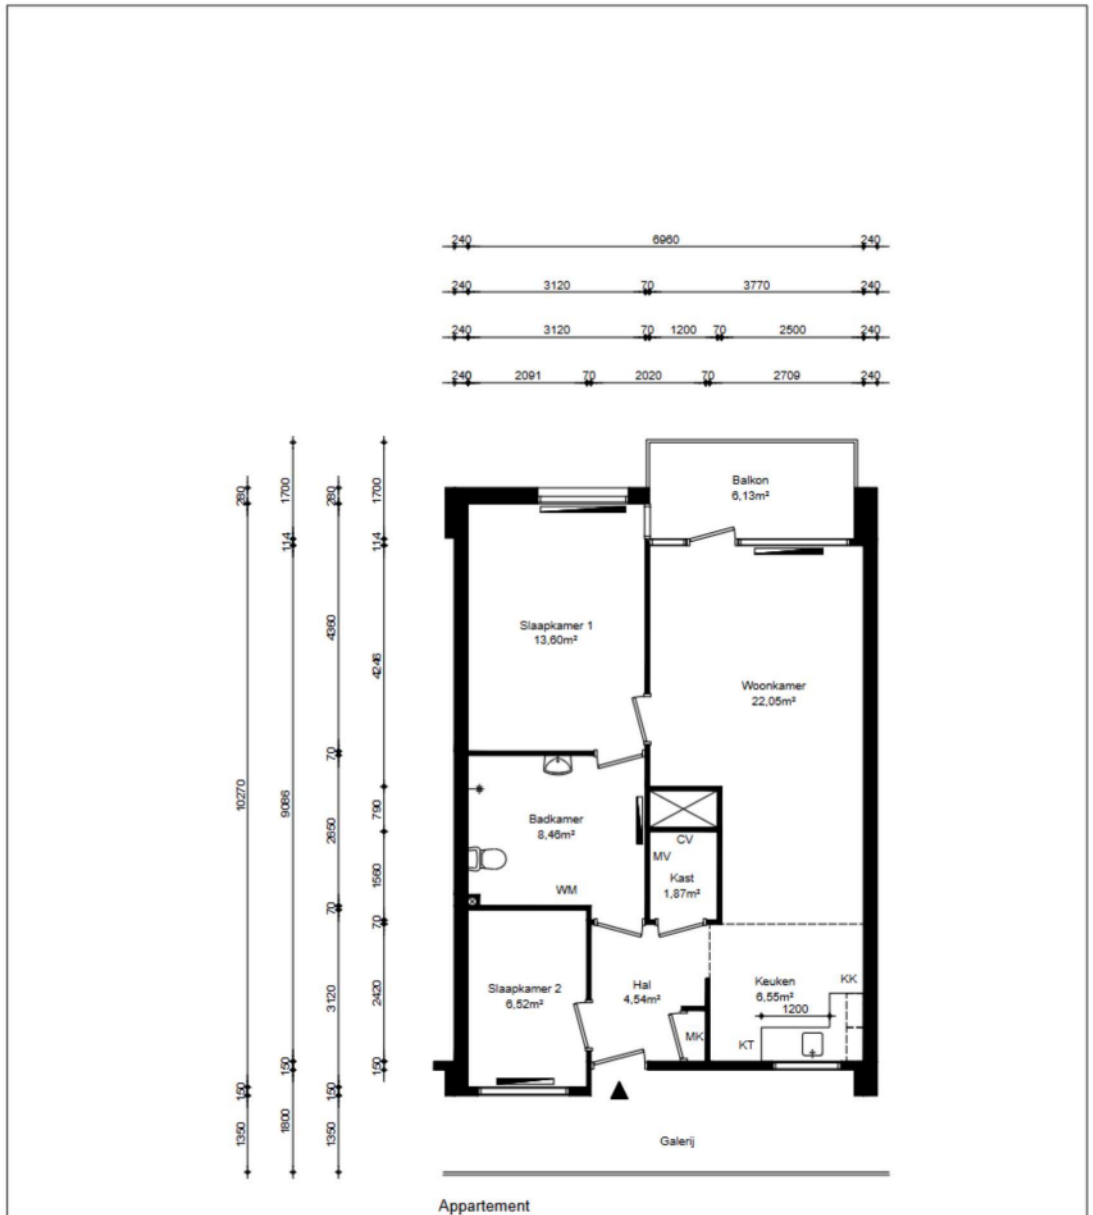 240 6960 240
240 3120 70 3770 240
240 3120 70 1200 70 2500 240
240 2091 70 2020 70 2709 240
280 10270 150 1350
1700 114 9086 150 1800
280 4360 70 2650 70 3120 150 1350
1700 114 4246 790 1560 70 2420 150
Balkon
6,13m²
Slaapkamer 1
13,60m²
Woonkamer
22,05m²
Badkamer
8,46m²
WM
CV
MV
Kast
1,87m²
Slaapkamer 2
6,52m²
Hal
4,54m²
MK
Keuken
6,55m²
KK
1200
KT
Galerij
Appartement